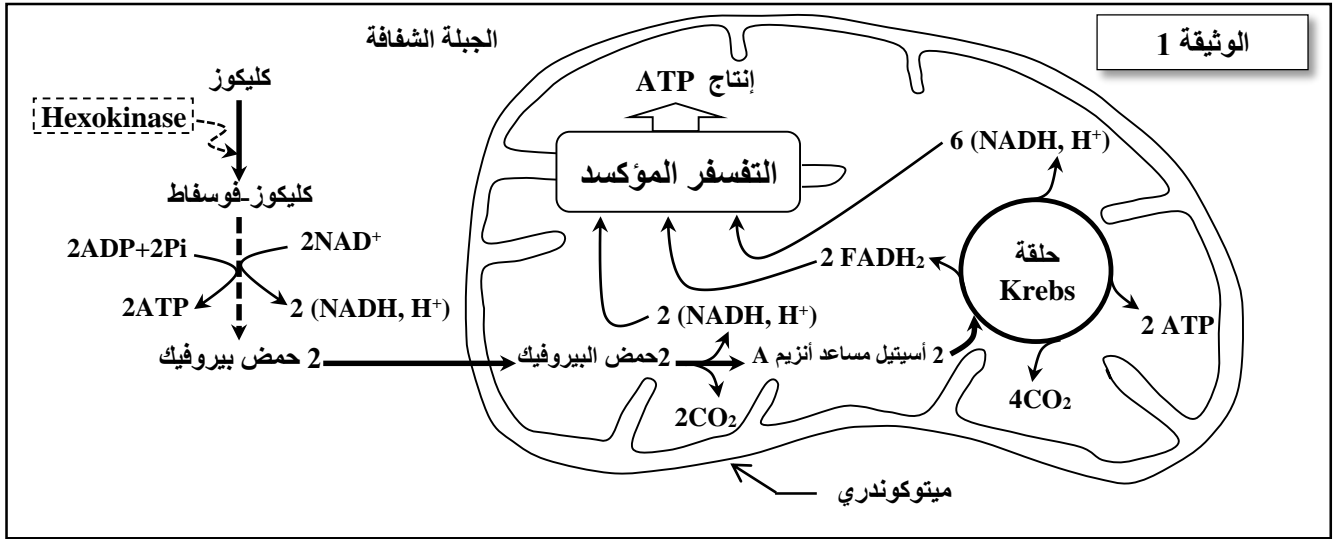 الوثيقة 1
الجبلة الشفافة
كليكوز
Hexokinase
كليكوز-فوسفاط
2ADP+2Pi
2NAD⁺
2ATP
2 (NADH, H⁺)
2 حمض بيروفيك
إنتاج ATP
التفسفر المؤكسد
6 (NADH, H⁺)
2 FADH₂
حلقة
Krebs
2 (NADH, H⁺)
2 ATP
2حمض البيروفيك
2 أسيتيل مساعد أنزيم A
2CO₂
4CO₂
ميتوكوندري